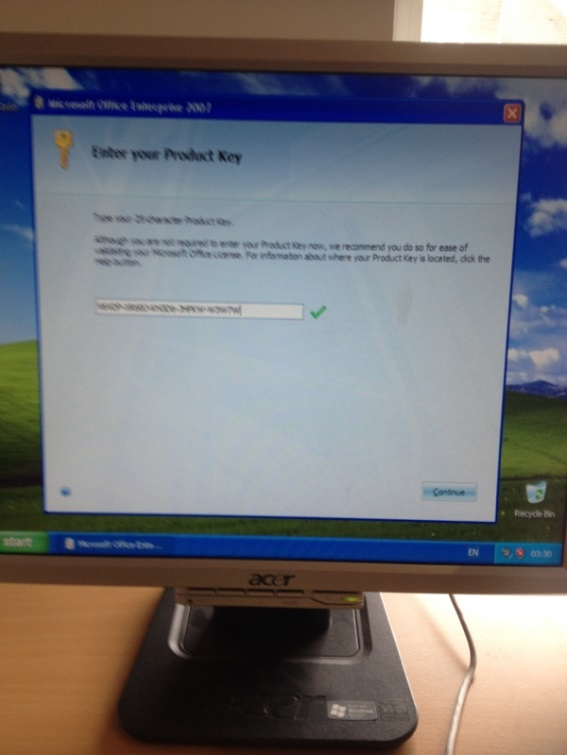 Microsoft Office Enterprise 2007
Enter your Product Key
Type your 25-character Product Key.
Although you are not required to enter your Product Key now, we recommend you do so for ease of
validating your Microsoft Office License. For information about where your Product Key is located, click the
Help button.
Continue
Recycle Bin
start
Microsoft Office Ente...
EN
03:30
acer
acer